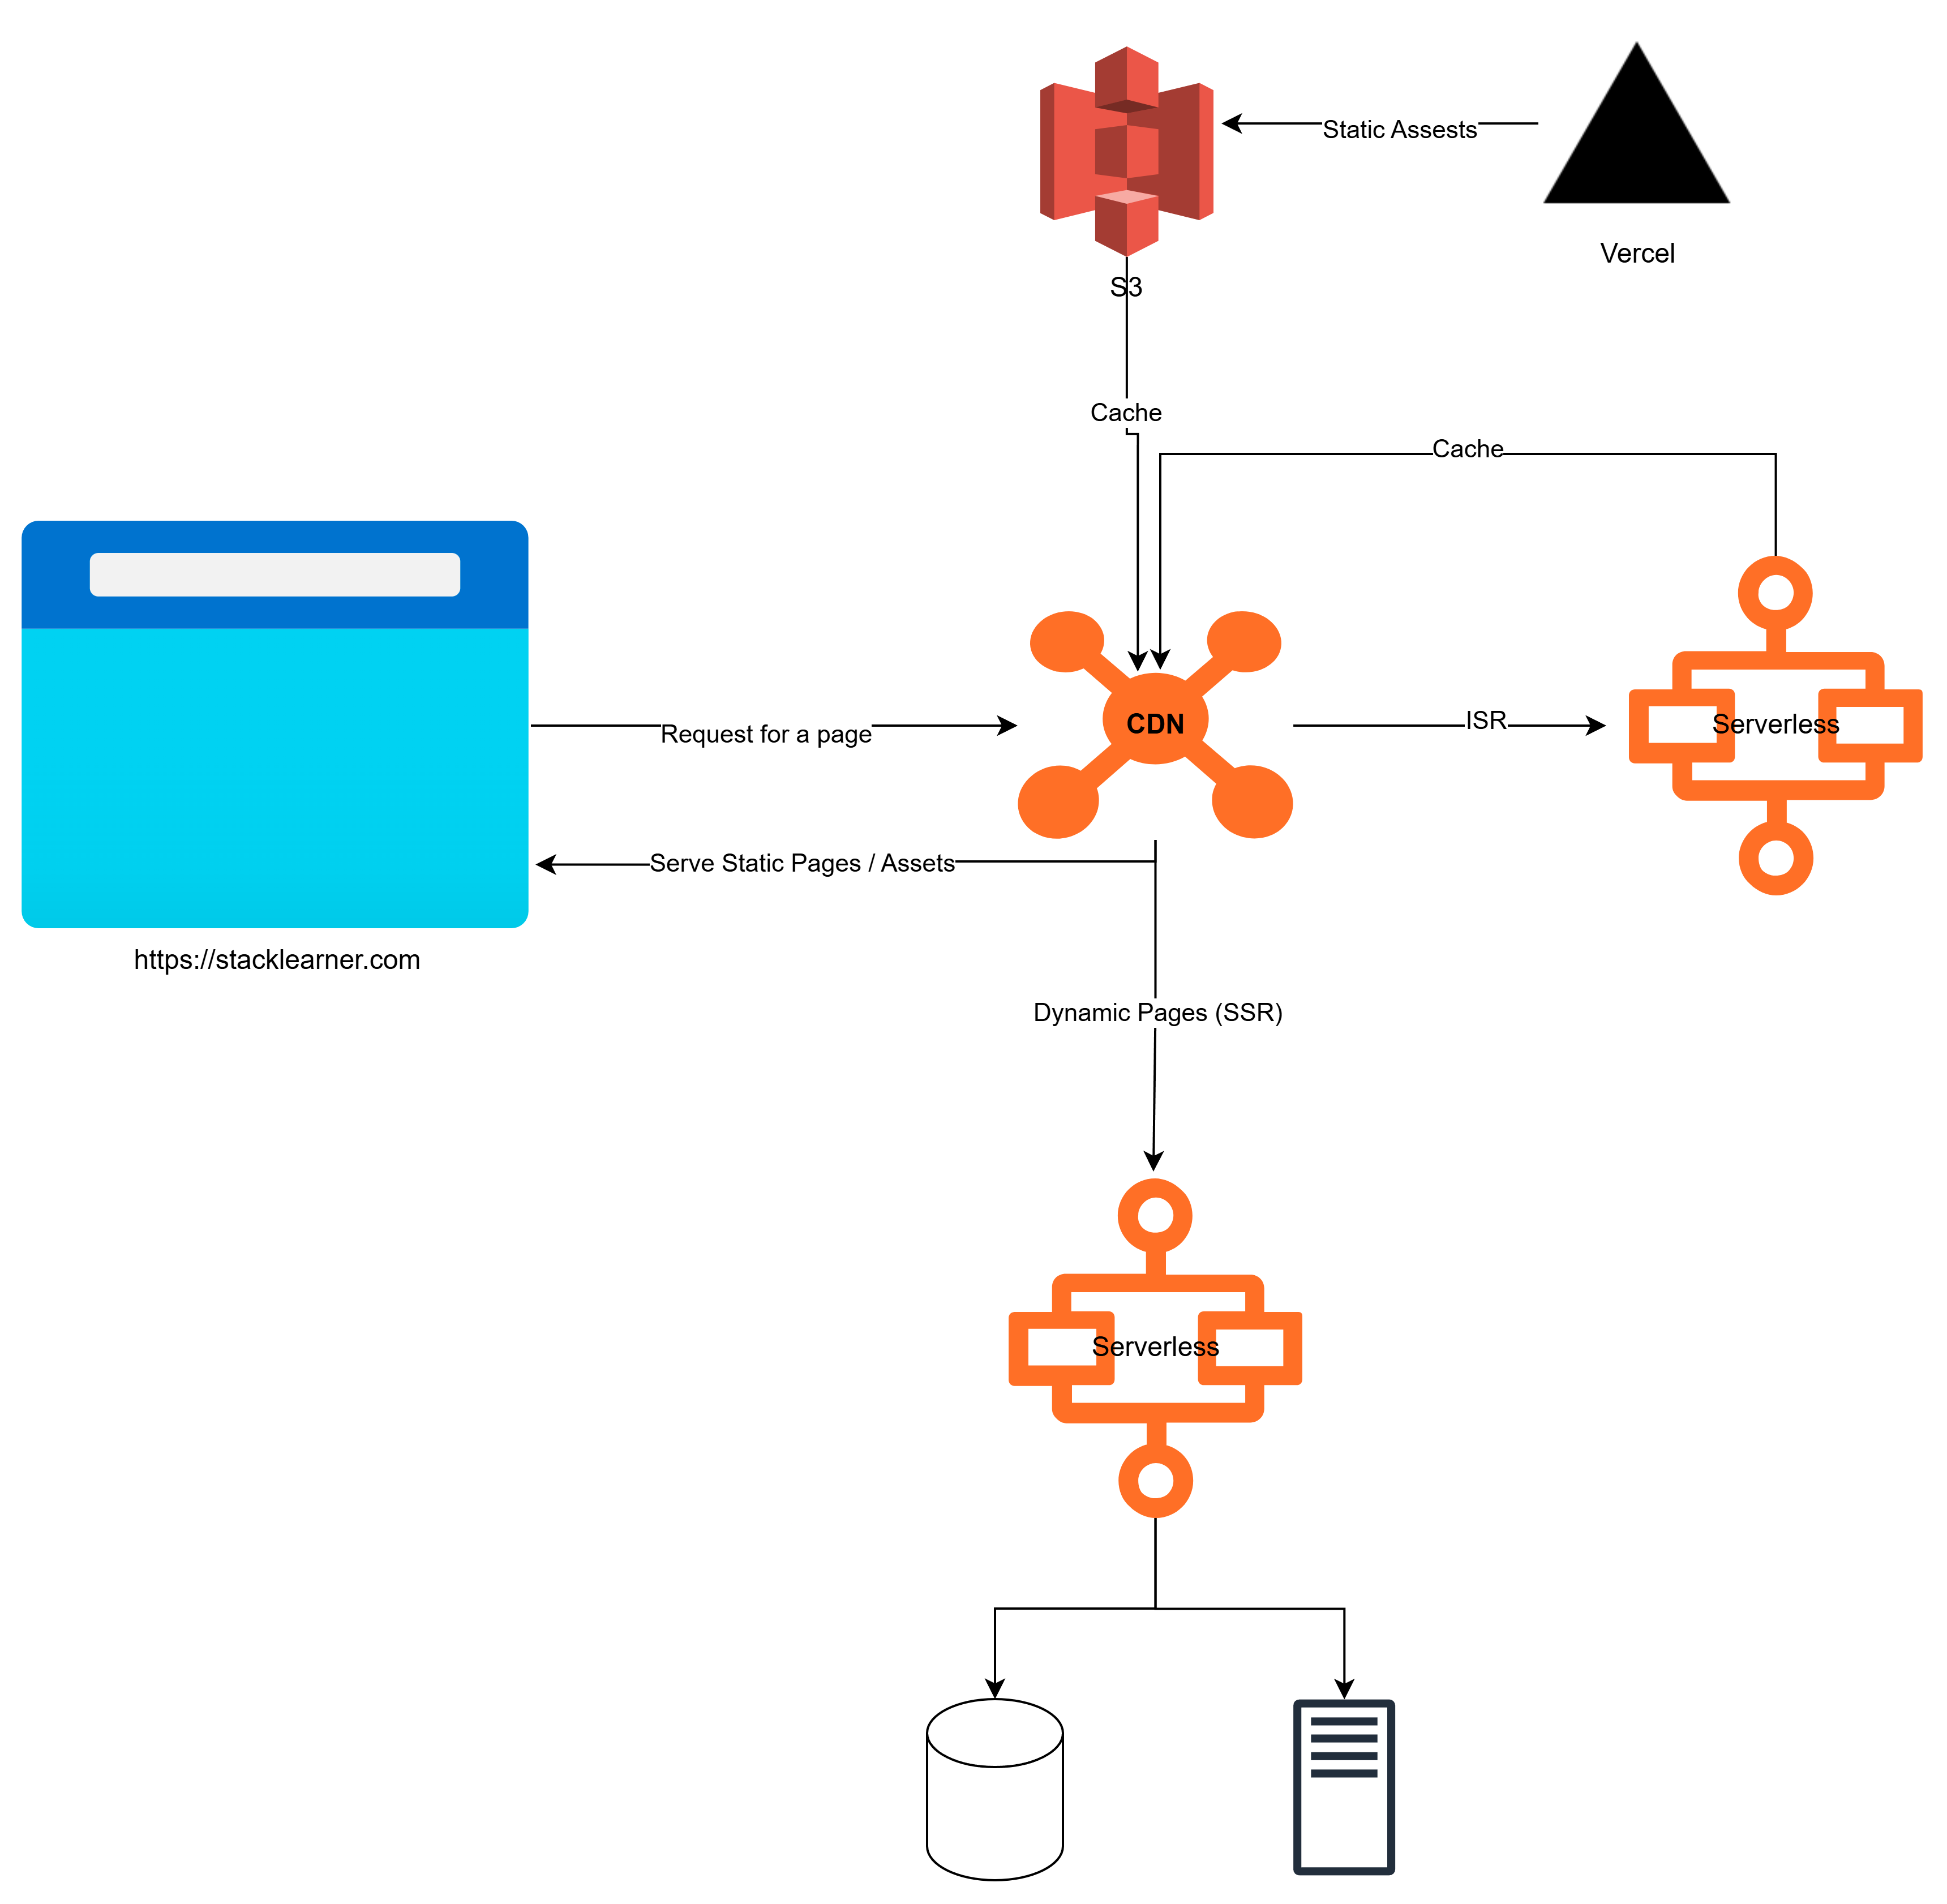 Static Assests
Vercel
S3
Cache
Cache
CDN
ISR
Serverless
Request for a page
Serve Static Pages / Assets
https://stacklearner.com
Dynamic Pages (SSR)
Serverless